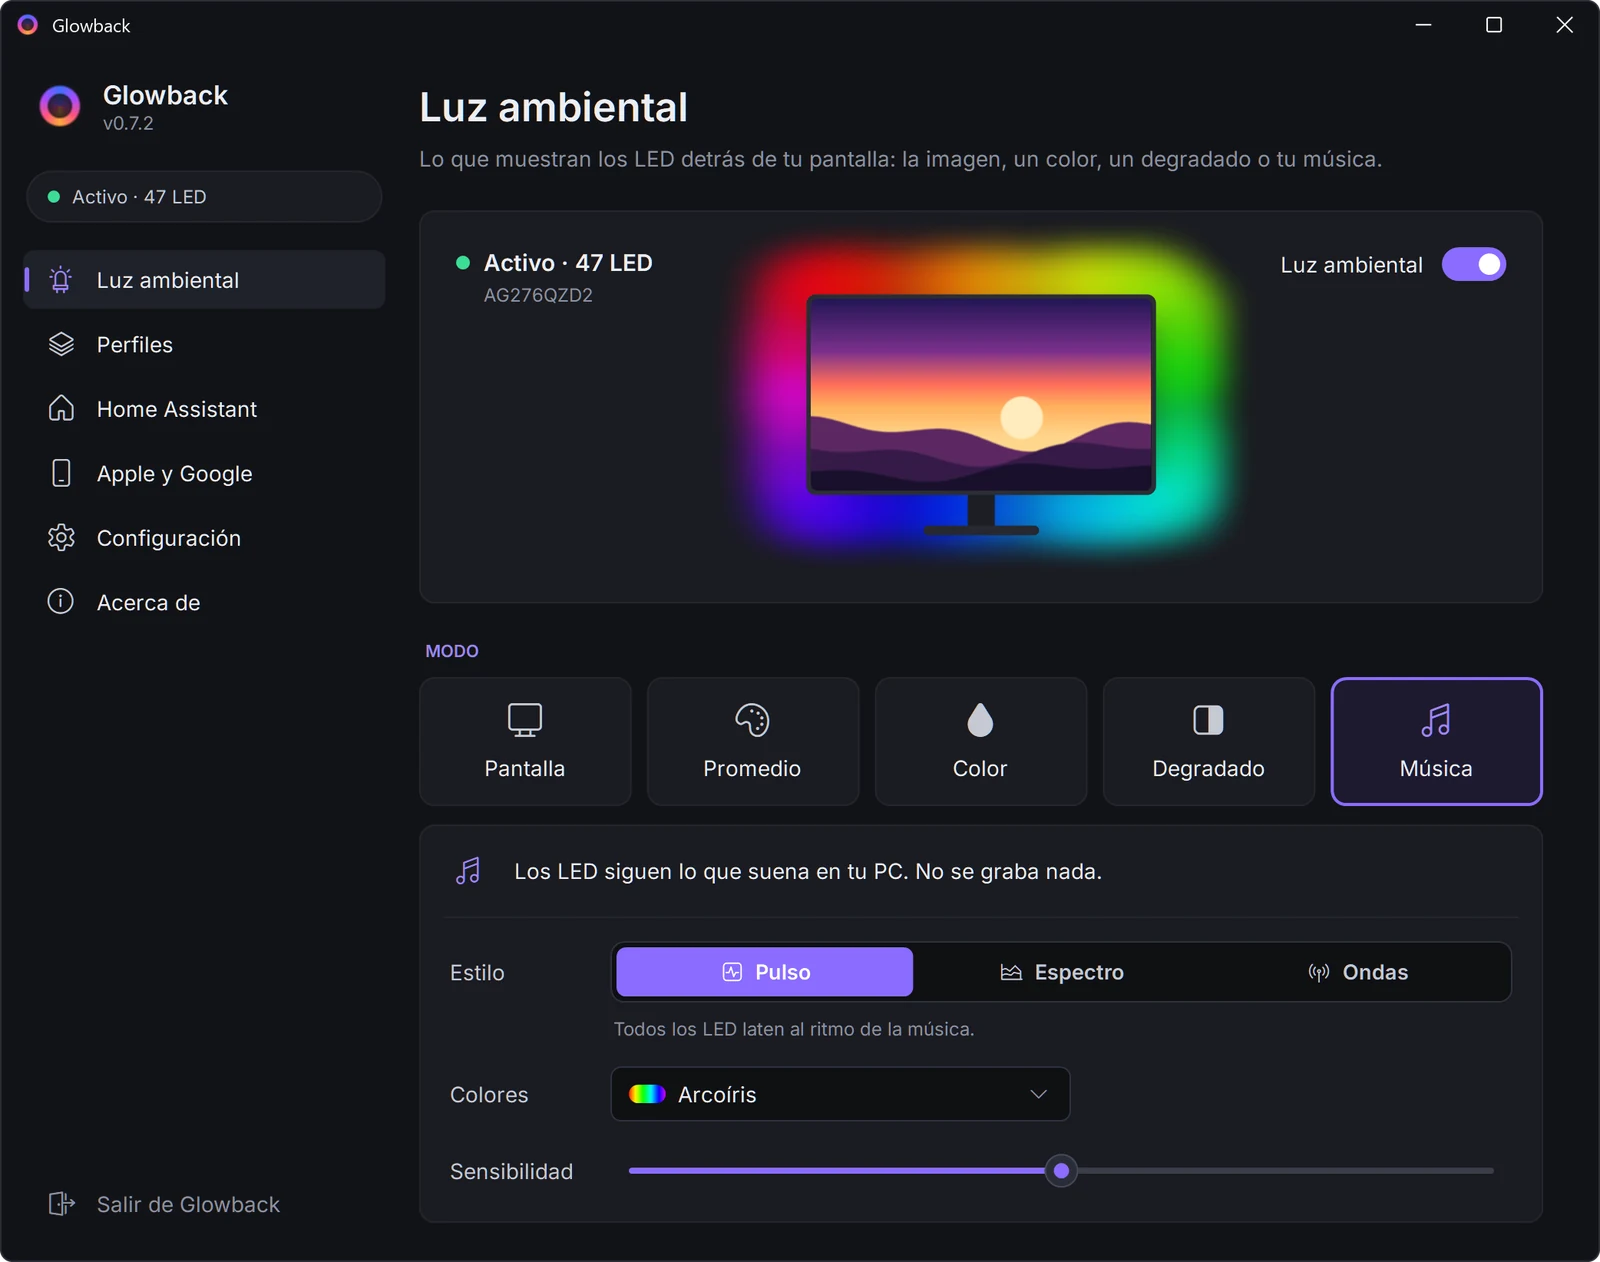 Glowback
Glowback
v0.7.2
Activo · 47 LED
Luz ambiental
Perfiles
Home Assistant
Apple y Google
Configuración
Acerca de
Salir de Glowback
Luz ambiental
Lo que muestran los LED detrás de tu pantalla: la imagen, un color, un degradado o tu música.
Activo · 47 LED
AG276QZD2
Luz ambiental
MODO
Pantalla
Promedio
Color
Degradado
Música
Los LED siguen lo que suena en tu PC. No se graba nada.
Estilo
Pulso
Espectro
Ondas
Todos los LED laten al ritmo de la música.
Colores
Arcoíris
Sensibilidad